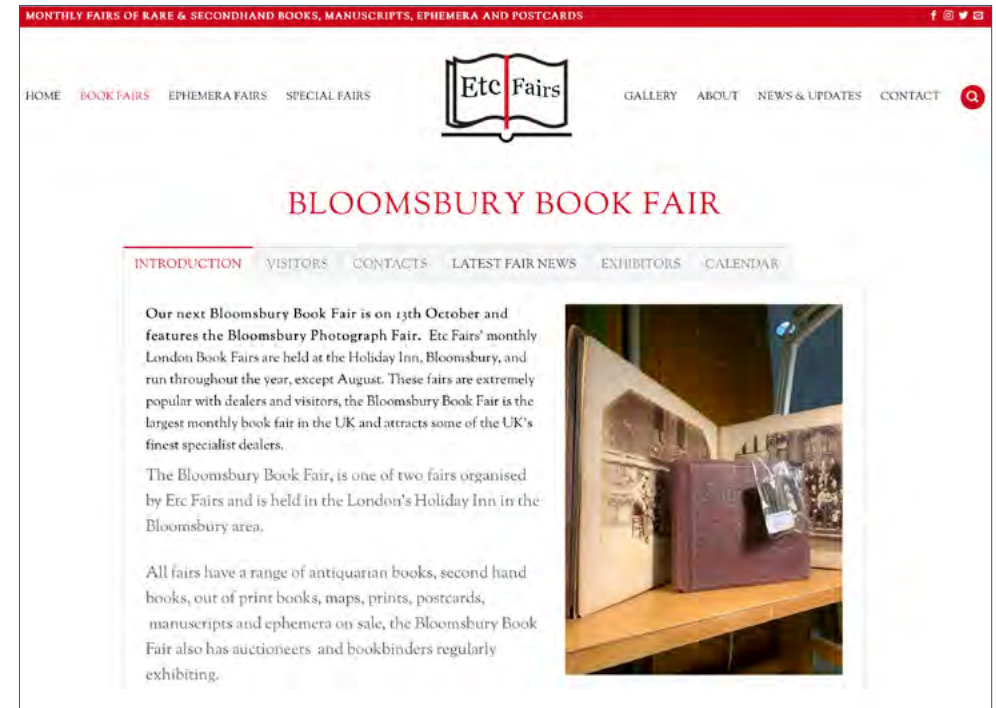 MONTHLY FAIRS OF RARE & SECONDHAND BOOKS, MANUSCRIPTS, EPHEMERA AND POSTCARDS
HOME BOOK FAIRS EPHEMERA FAIRS SPECIAL FAIRS
Etc Fairs
GALLERY ABOUT NEWS & UPDATES CONTACT
BLOOMSBURY BOOK FAIR
INTRODUCTION VISITORS CONTACTS LATEST FAIR NEWS EXHIBITORS CALENDAR
Our next Bloomsbury Book Fair is on 13th October and
features the Bloomsbury Photograph Fair. Etc Fairs' monthly
London Book Fairs are held at the Holiday Inn, Bloomsbury, and
run throughout the year, except August. These fairs are extremely
popular with dealers and visitors, the Bloomsbury Book Fair is the
largest monthly book fair in the UK and attracts some of the UK's
finest specialist dealers.
The Bloomsbury Book Fair, is one of two fairs organised
by Etc Fairs and is held in the London's Holiday Inn in the
Bloomsbury area.
All fairs have a range of antiquarian books, second hand
books, out of print books, maps, prints, postcards,
manuscripts and ephemera on sale, the Bloomsbury Book
Fair also has auctioneers and bookbinders regularly
exhibiting.